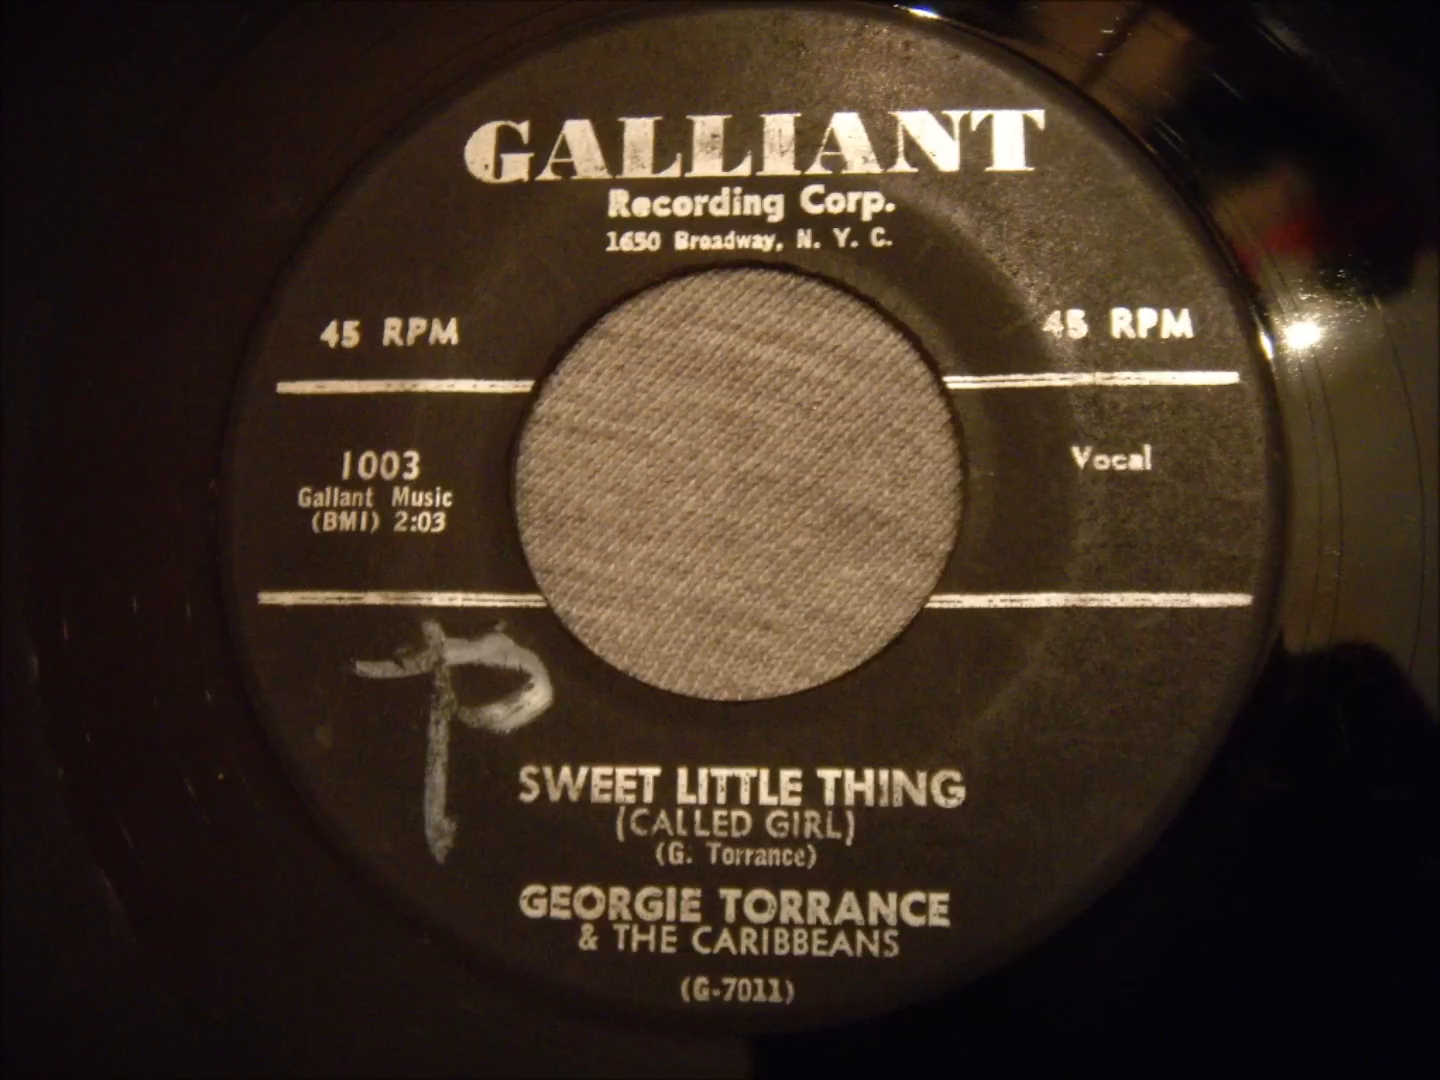 GALLIANT
Recording Corp.
1650 Broadway, N. Y. C.
45 RPM 45 RPM
1003 Vocal
Gallant Music
(BMI) 2:03
P
SWEET LITTLE THING
(CALLED GIRL)
(G. Torrance)
GEORGIE TORRANCE
& THE CARIBBEANS
(G-7011)